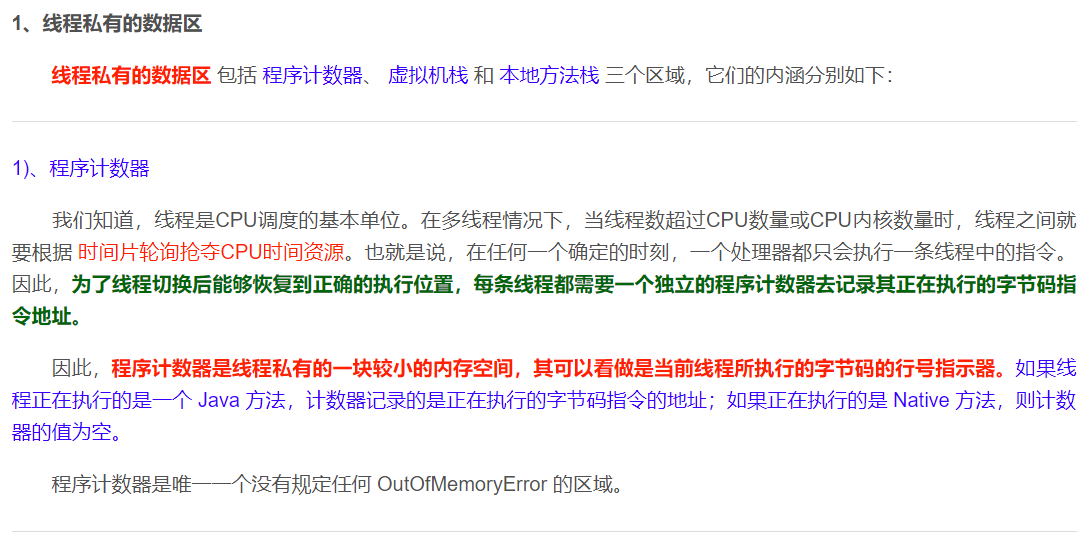 1、线程私有的数据区
线程私有的数据区 包括 程序计数器、 虚拟机栈 和 本地方法栈 三个区域，它们的内涵分别如下：
1)、程序计数器
我们知道，线程是CPU调度的基本单位。在多线程情况下，当线程数超过CPU数量或CPU内核数量时，线程之间就
要根据 时间片轮询抢夺CPU时间资源。也就是说，在任何一个确定的时刻，一个处理器都只会执行一条线程中的指令。
因此，为了线程切换后能够恢复到正确的执行位置，每条线程都需要一个独立的程序计数器去记录其正在执行的字节码指
令地址。
因此，程序计数器是线程私有的一块较小的内存空间，其可以看做是当前线程所执行的字节码的行号指示器。如果线
程正在执行的是一个 Java 方法，计数器记录的是正在执行的字节码指令的地址；如果正在执行的是 Native 方法，则计数
器的值为空。
程序计数器是唯一一个没有规定任何 OutOfMemoryError 的区域。